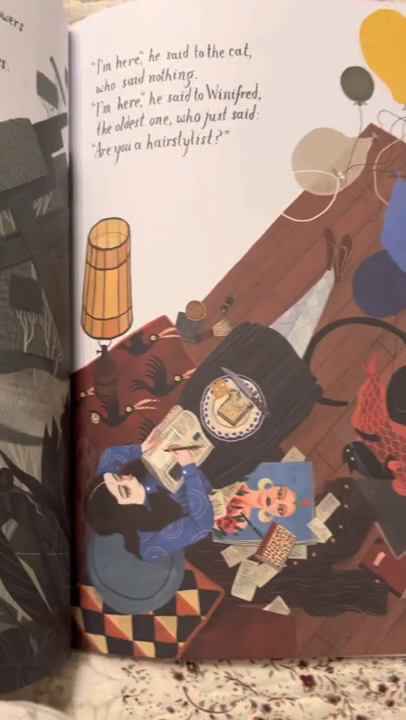 owers
s.
"I'm here," he said to the cat,
who said nothing.
"I'm here," he said to Winifred,
the oldest one, who just said:
"Are you a hairstylist?"